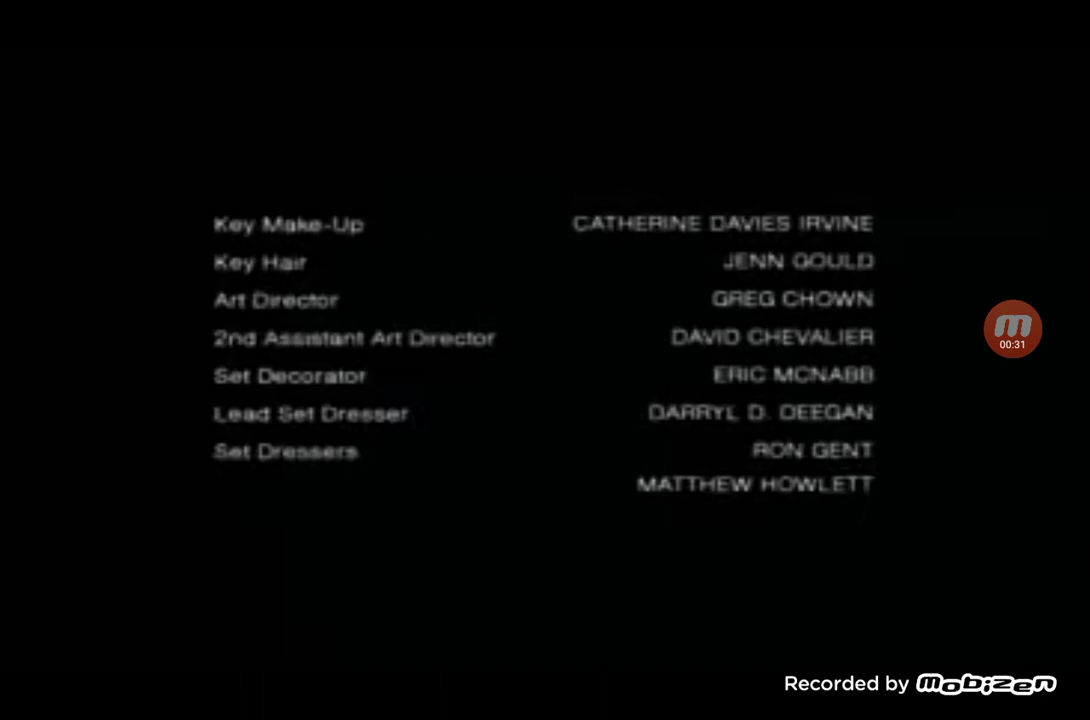 Key Make-Up CATHERINE DAVIES IRVINE
Key Hair JENN GOULD
Art Director GREG CHOWN
2nd Assistant Art Director DAVID CHEVALIER
Set Decorator ERIC MCNABB
Lead Set Dresser DARRYL D. DEEGAN
Set Dressers RON GENT
MATTHEW HOWLETT
00:31
Recorded by mobizen